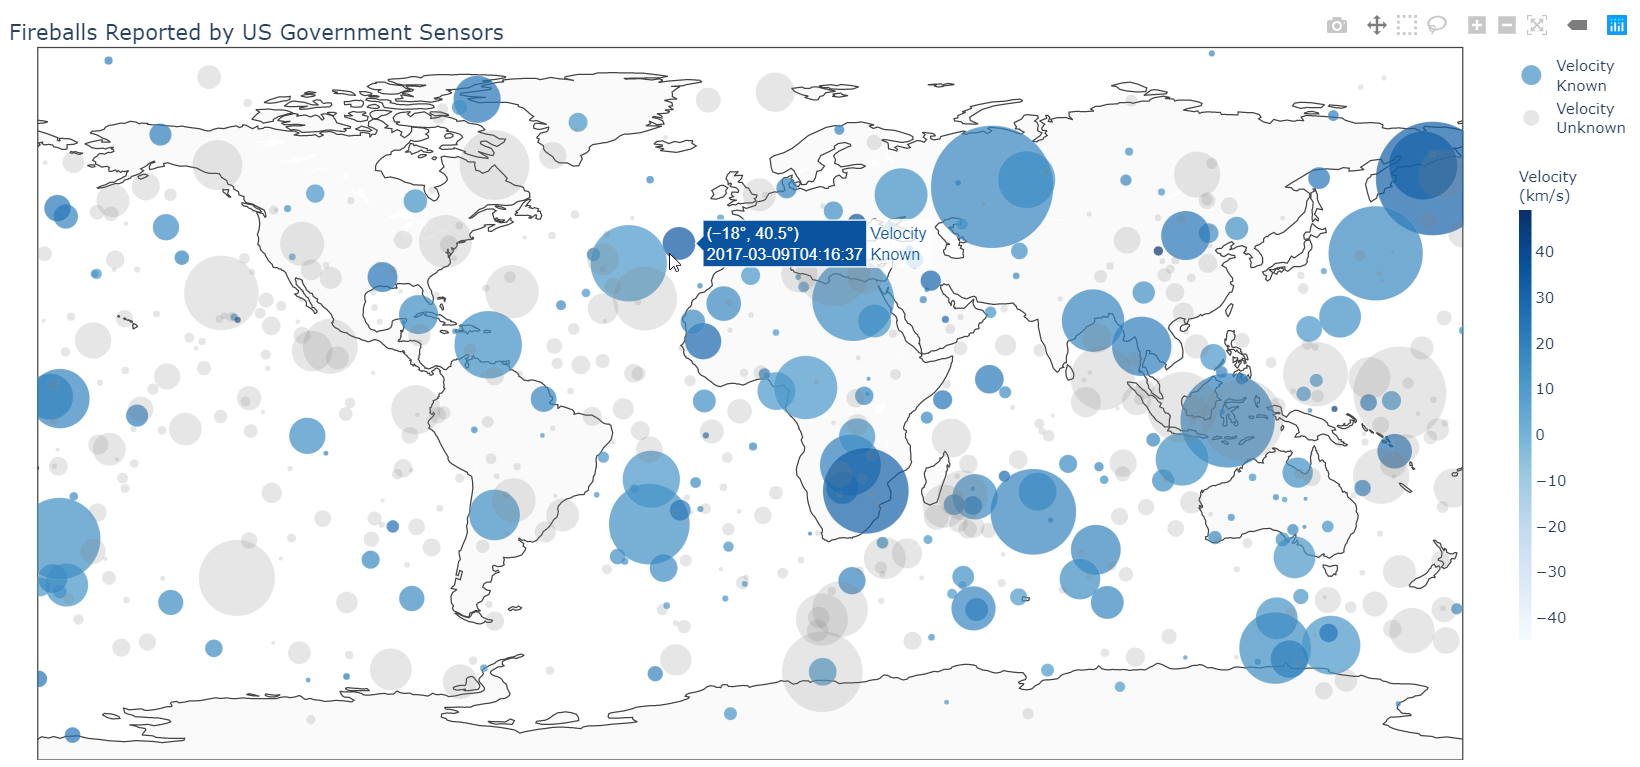 Fireballs Reported by US Government Sensors
Velocity
Known
Velocity
Unknown
Velocity
(km/s)
(−18°, 40.5°)
2017-03-09T04:16:37
Velocity
Known
40
30
20
10
0
−10
−20
−30
−40